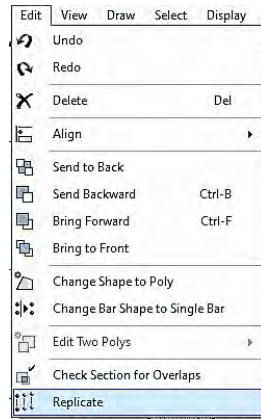 Edit View Draw Select Display
Undo
Redo
Delete Del
Align
Send to Back
Send Backward Ctrl-B
Bring Forward Ctrl-F
Bring to Front
Change Shape to Poly
Change Bar Shape to Single Bar
Edit Two Polys
Check Section for Overlaps
Replicate